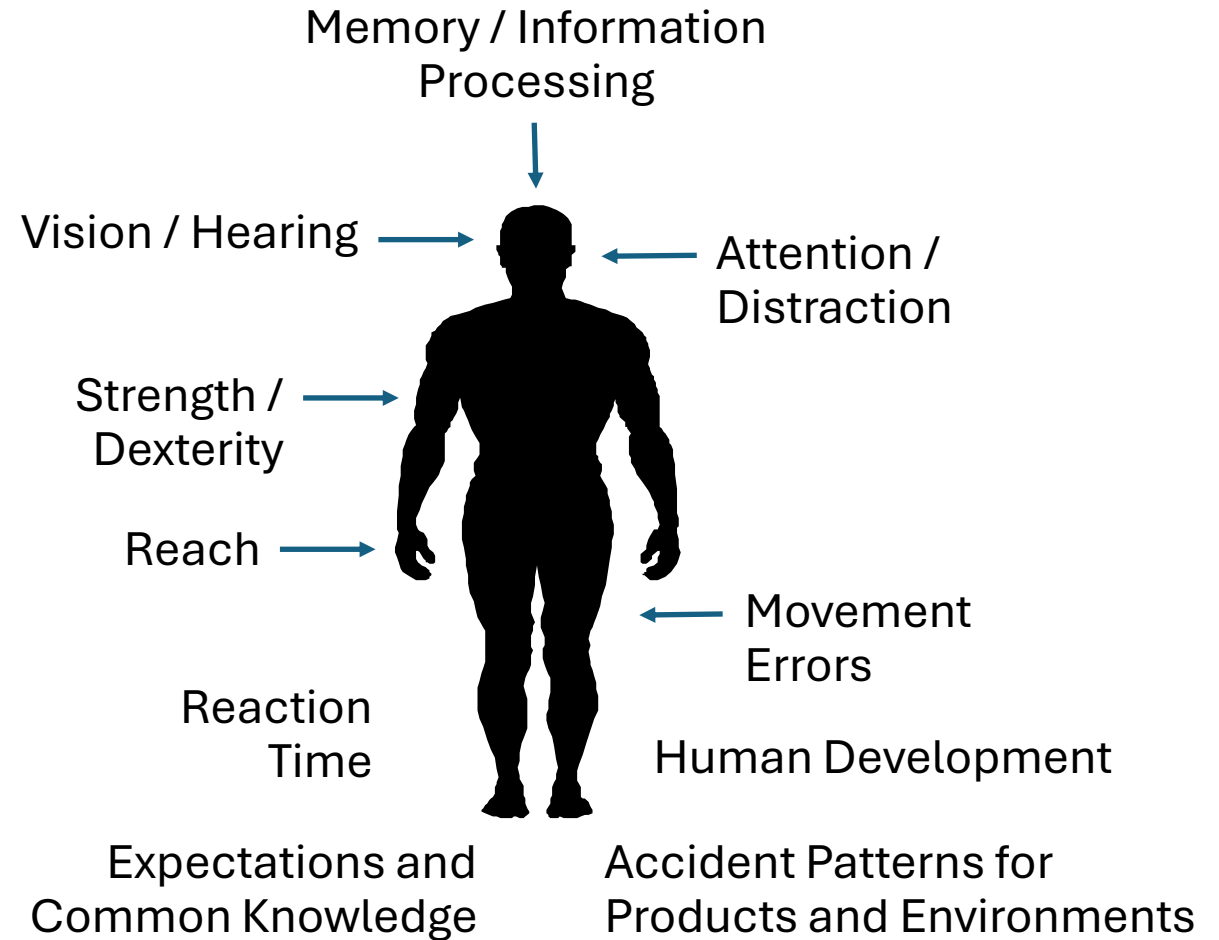 Memory / Information
Processing
Vision / Hearing
Attention /
Distraction
Strength /
Dexterity
Reach
Movement
Errors
Reaction
Time
Human Development
Expectations and
Common Knowledge
Accident Patterns for
Products and Environments